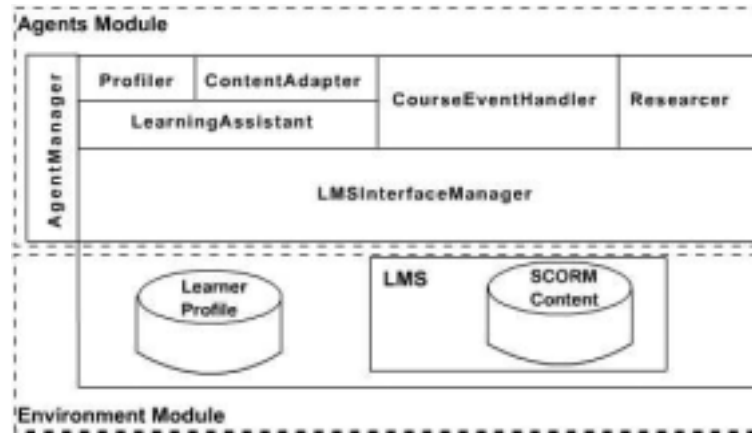 Agents Module
AgentManager
Profiler
ContentAdapter
CourseEventHandler
Researcer
LearningAssistant
LMSInterfaceManager
Learner
Profile
LMS
SCORM
Content
Environment Module